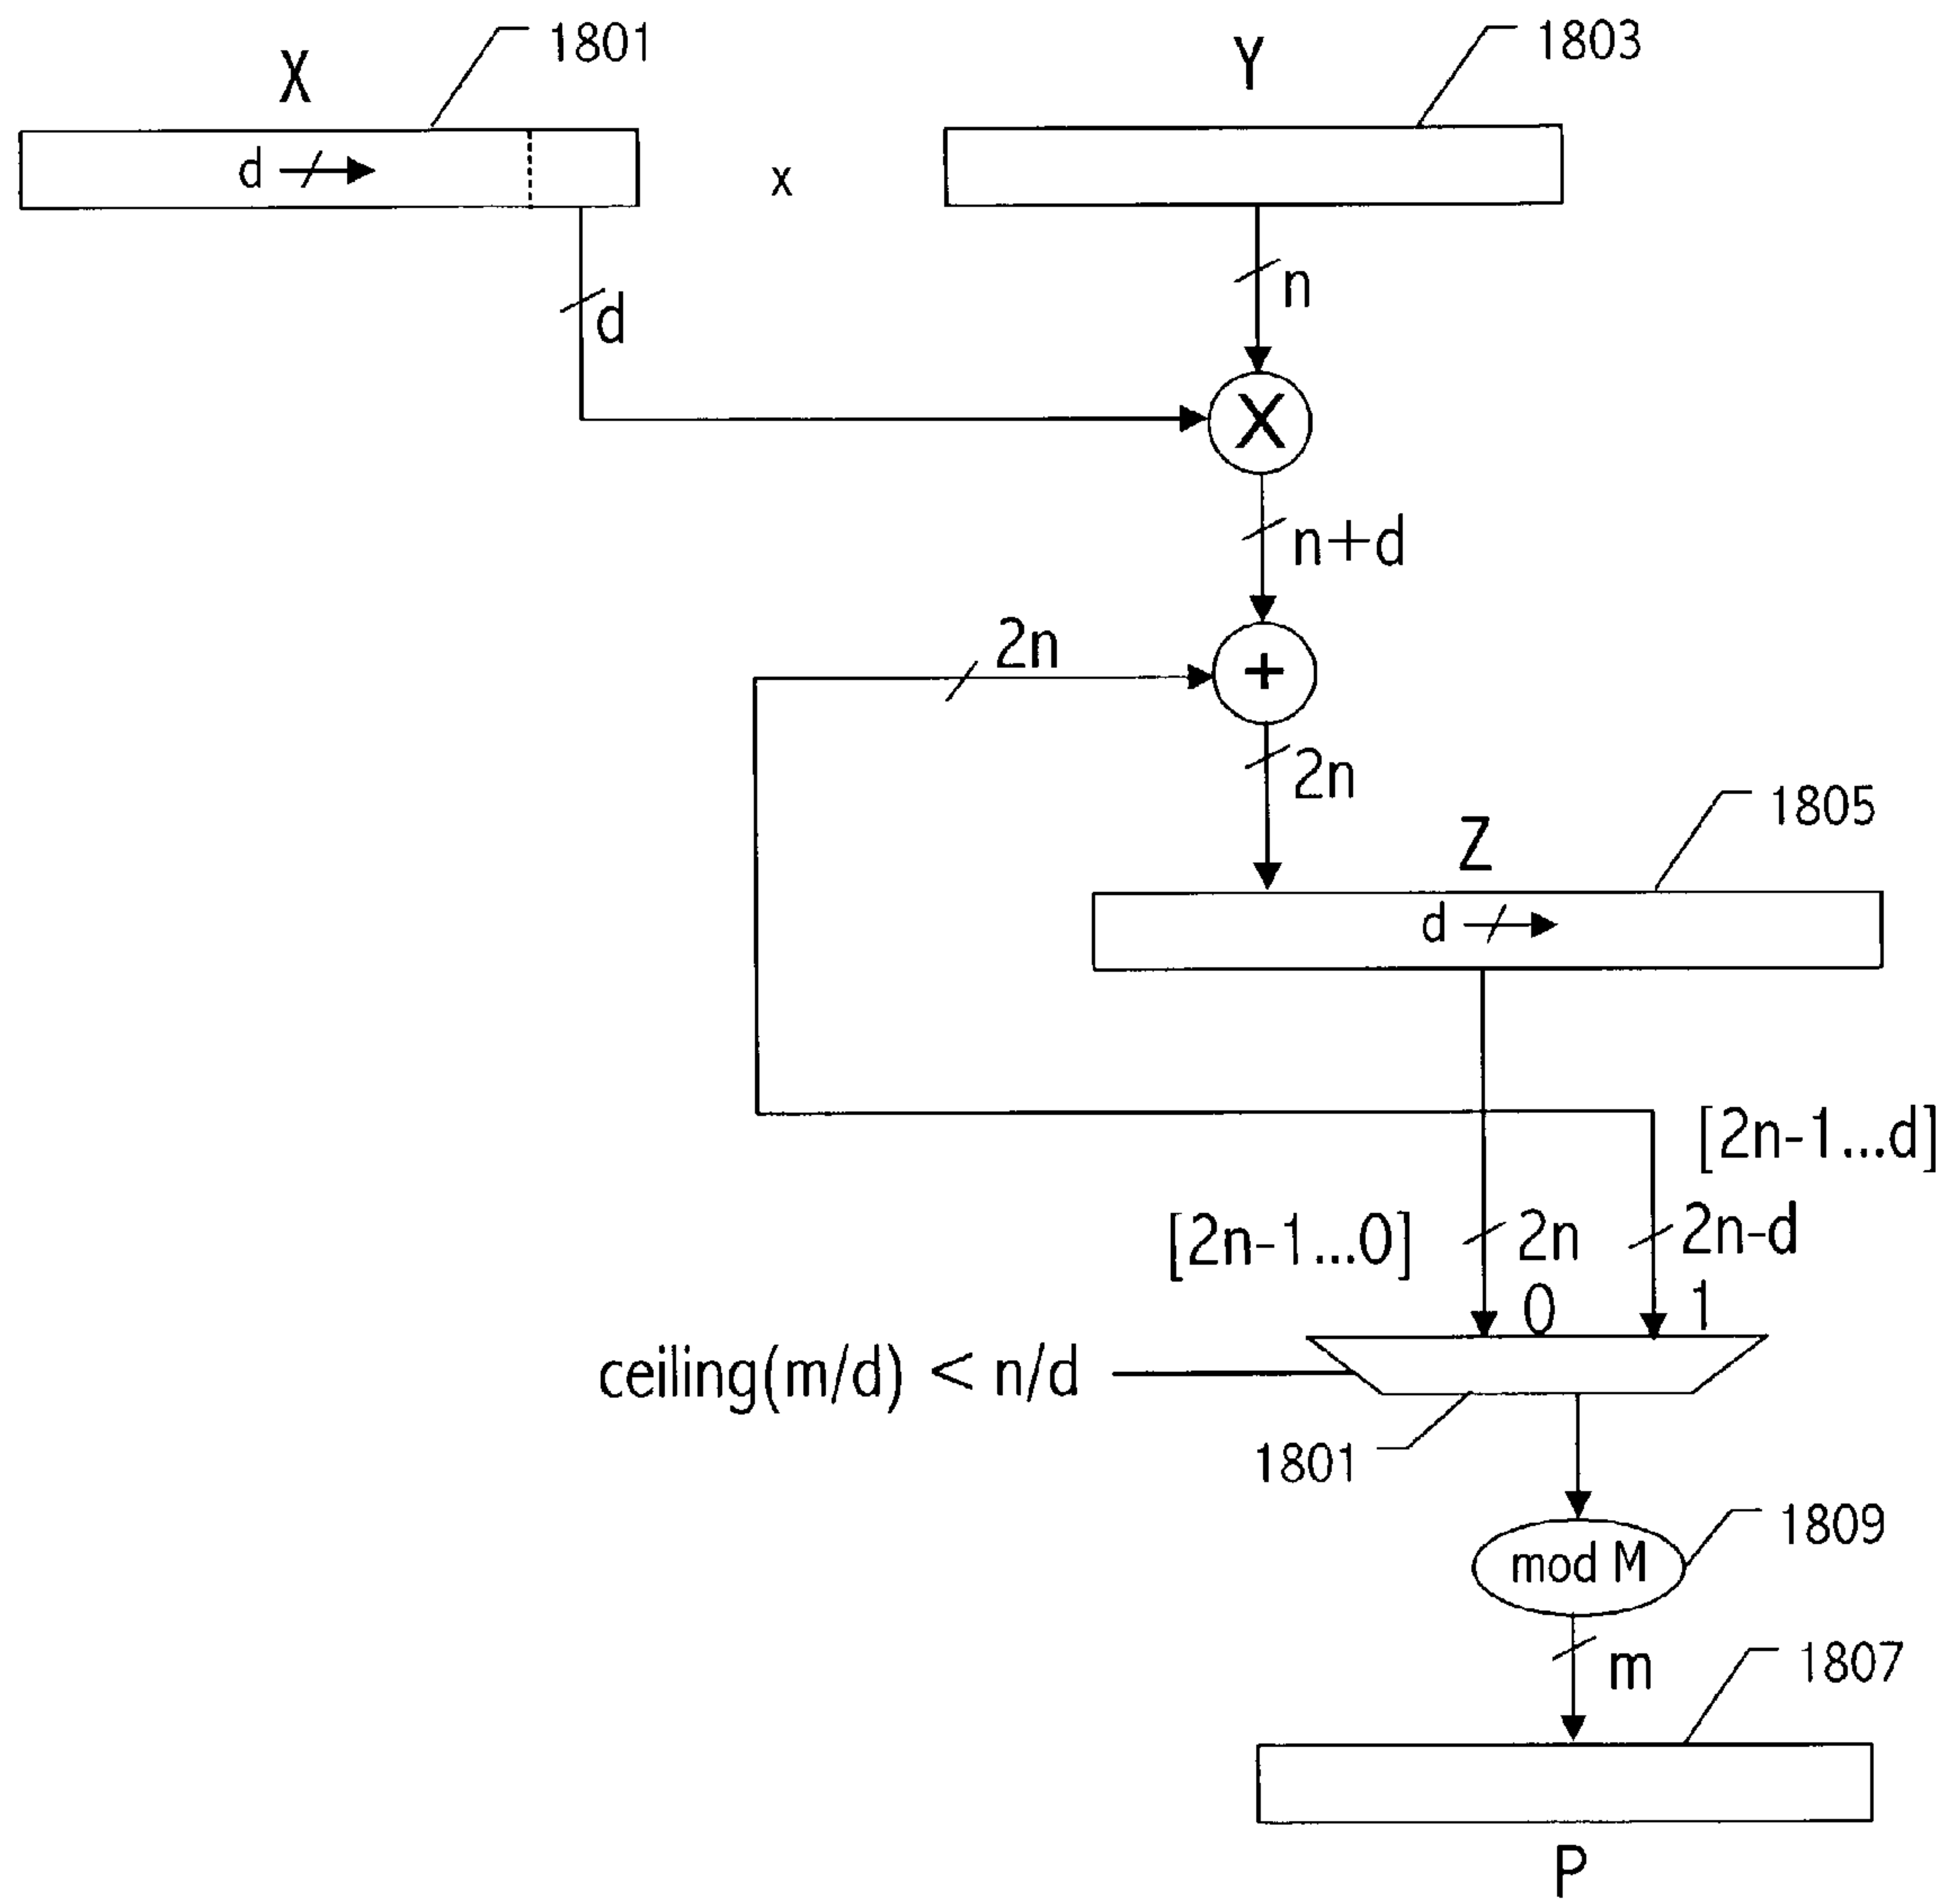 1801
1803
X
Y
d
x
n
d
X
n+d
2n
+
2n
1805
Z
d
[2n-1...d]
[2n-1...0]
2n
2n-d
0
1
ceiling(m/d) < n/d
1801
1809
mod M
m
1807
P